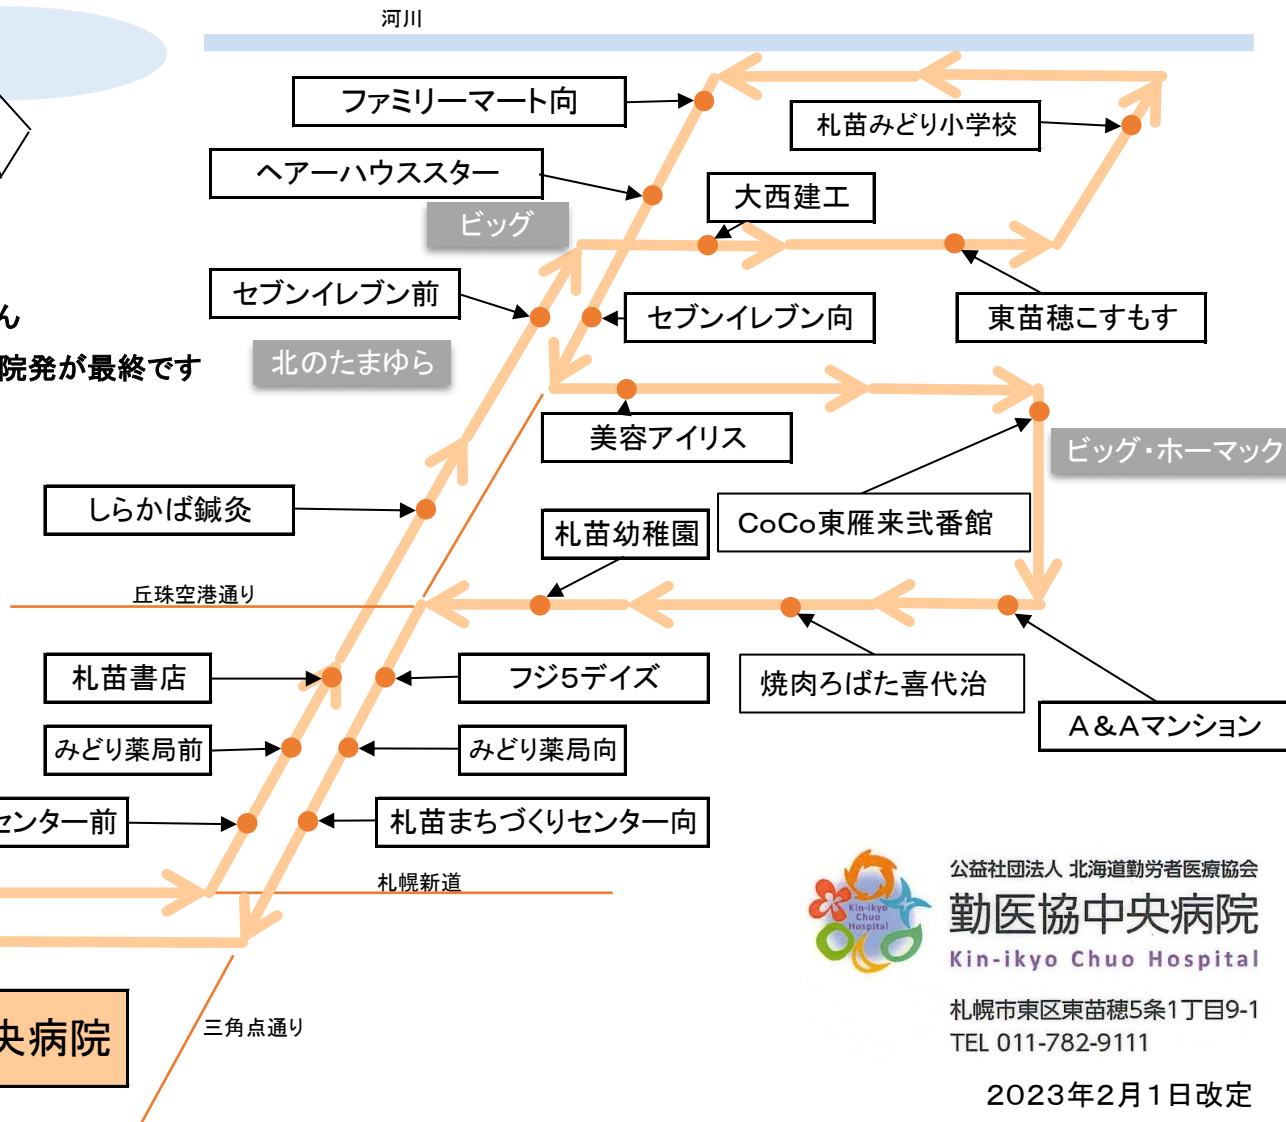 河川
ファミリーマート向
札苗みどり小学校
ヘアーハウススター
大西建工
ビッグ
セブンイレブン前
セブンイレブン向
東苗穂こすもす
ん
院発が最終です
北のたまゆら
美容アイリス
ビッグ・ホーマック
しらかば鍼灸
札苗幼稚園
CoCo東雁来弐番館
丘珠空港通り
札苗書店
フジ5デイズ
焼肉ろばた喜代治
A＆Aマンション
みどり薬局前
みどり薬局向
センター前
札苗まちづくりセンター向
札幌新道
公益社団法人 北海道勤労者医療協会
勤医協中央病院
Kin-ikyo Chuo Hospital
Kin-ikyo
Chuo
Hospital
札幌市東区東苗穂5条1丁目9-1
TEL 011-782-9111
三角点通り
央病院
2023年2月1日改定